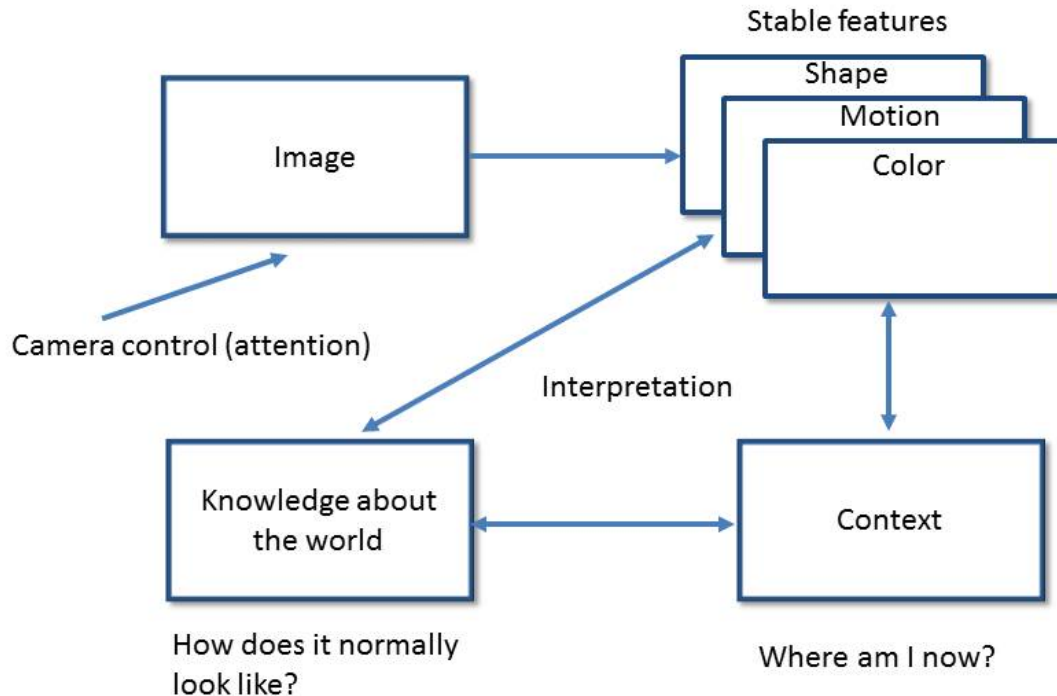 Stable features
Shape
Motion
Color
Image
Camera control (attention)
Interpretation
Knowledge about
the world
Context
How does it normally
look like?
Where am I now?